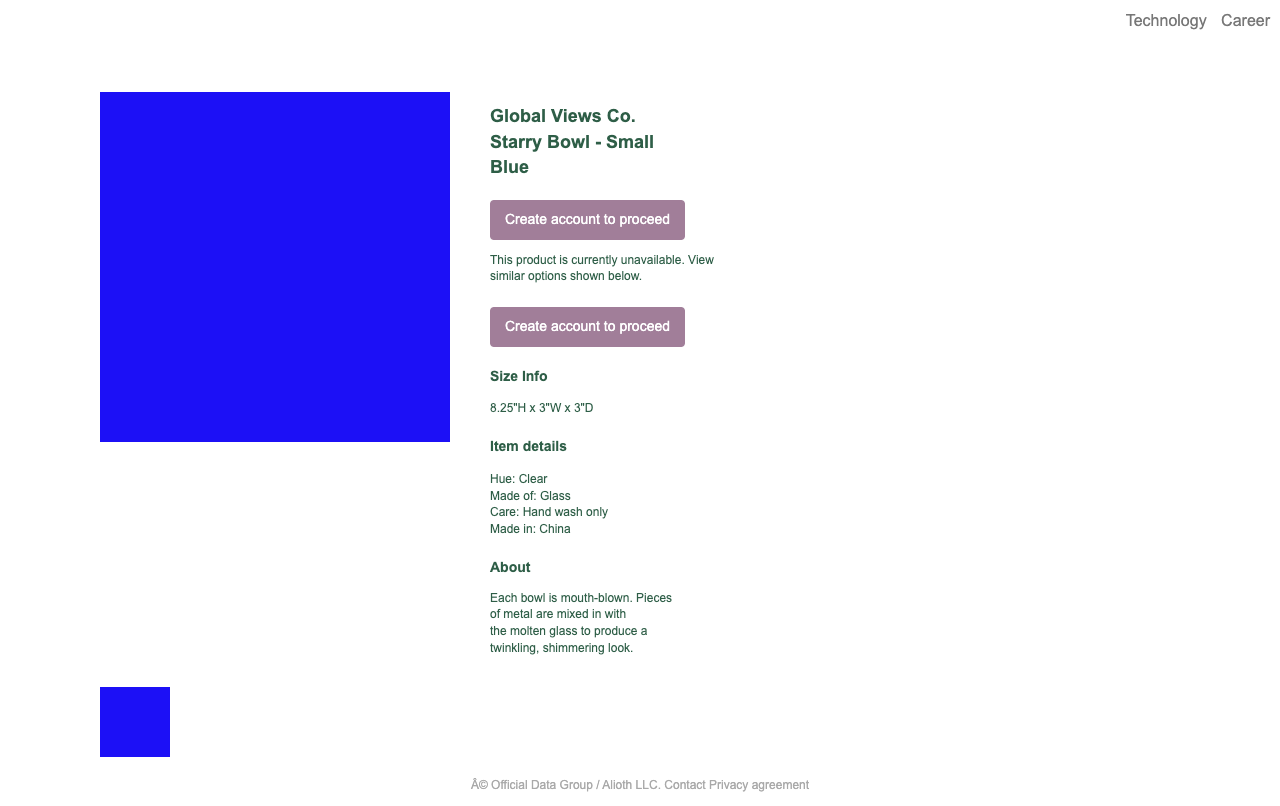 Technology Career
Global Views Co.
Starry Bowl - Small
Blue
Create account to proceed
This product is currently unavailable. View
similar options shown below.
Create account to proceed
Size Info
8.25"H x 3"W x 3"D
Item details
Hue: Clear
Made of: Glass
Care: Hand wash only
Made in: China
About
Each bowl is mouth-blown. Pieces
of metal are mixed in with
the molten glass to produce a
twinkling, shimmering look.
Â© Official Data Group / Alioth LLC. Contact Privacy agreement